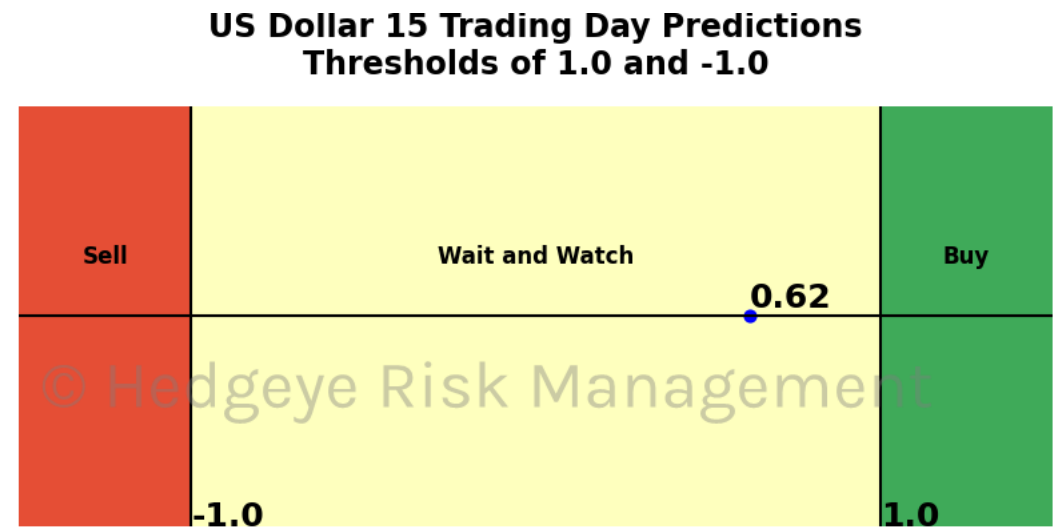 US Dollar 15 Trading Day Predictions
Thresholds of 1.0 and -1.0
Sell
Wait and Watch
Buy
0.62
© Hedgeye Risk Management
-1.0
1.0